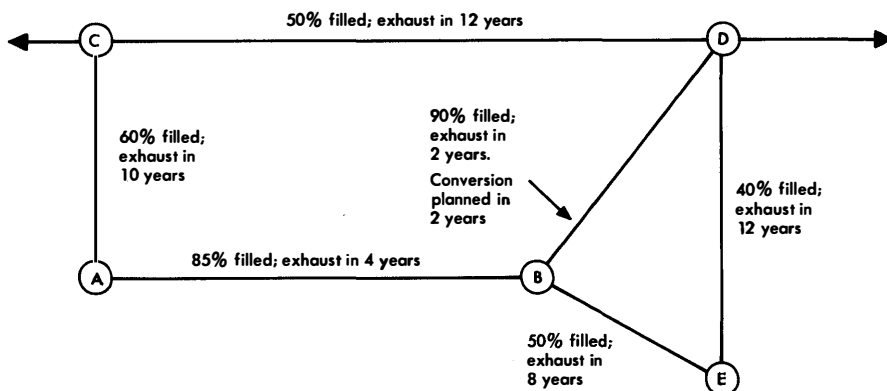 50% filled; exhaust in 12 years
C
D
60% filled;
exhaust in
10 years
90% filled;
exhaust in
2 years.
Conversion
planned in
2 years
40% filled;
exhaust in
12 years
85% filled; exhaust in 4 years
A
B
50% filled;
exhaust in
8 years
E